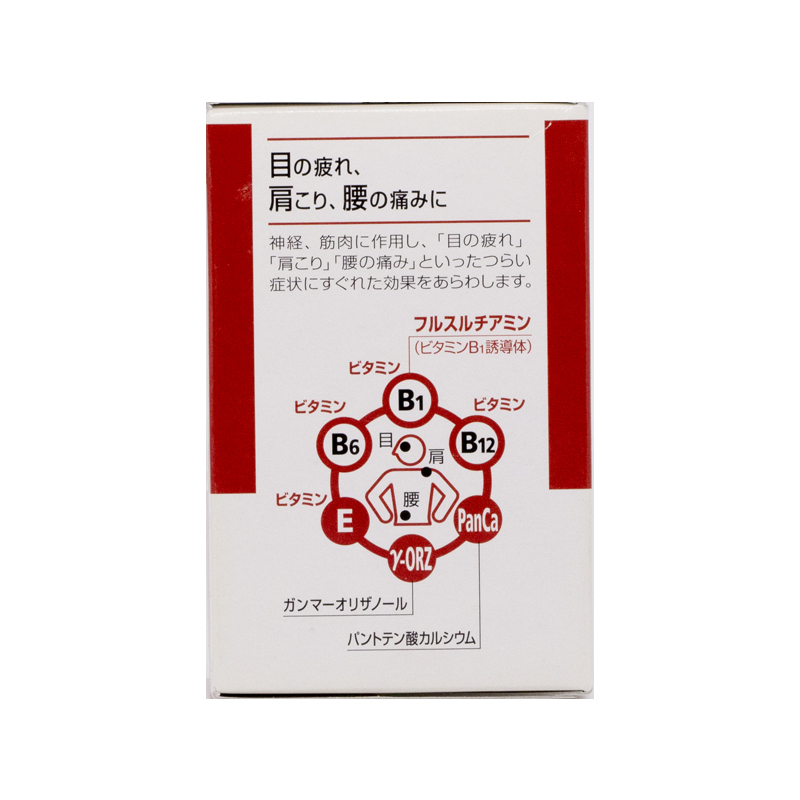 目の疲れ、
肩こり、腰の痛みに
神経、筋肉に作用し、「目の疲れ」
「肩こり」「腰の痛み」といったつらい
症状にすぐれた効果をあらわします。
フルスルチアミン
(ビタミンB1誘導体)
ビタミン
B1
ビタミン
B6
ビタミン
B12
目
肩
腰
ビタミン
E
PanCa
γ-ORZ
ガンマーオリザノール
パントテン酸カルシウム